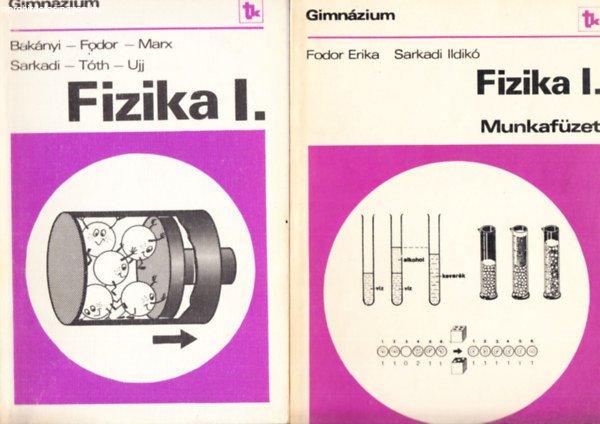 Gimnázium
tk
Bakányi – Fodor – Marx
Sarkadi – Tóth – Ujj
Fizika I.
Gimnázium
tk
Fodor Erika Sarkadi Ildikó
Fizika I.
Munkafüzet
alkohol
víz víz keverék